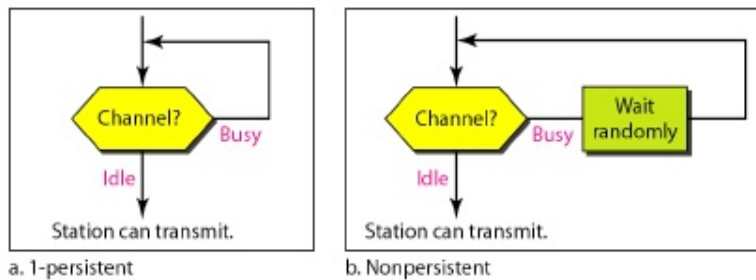 Channel?
Busy
Idle
Station can transmit.
a. 1-persistent
Channel?
Busy
Wait
randomly
Idle
Station can transmit.
b. Nonpersistent